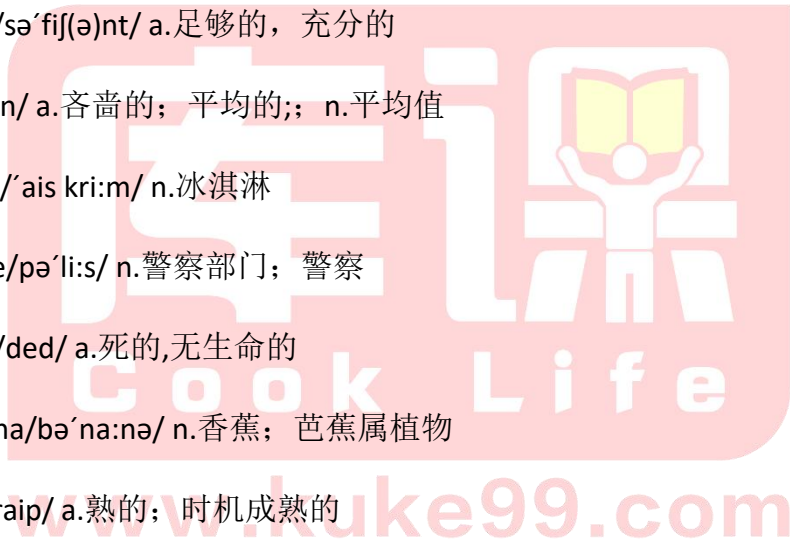 /sə´fiʃ(ə)nt/ a.足够的，充分的
n/ a.吝啬的；平均的;；n.平均值
/´ais kri:m/ n.冰淇淋
e/pə´li:s/ n.警察部门；警察
/ded/ a.死的,无生命的
na/bə´na:nə/ n.香蕉；芭蕉属植物
raip/ a.熟的；时机成熟的
库课
Cook Life
www.kuke99.com